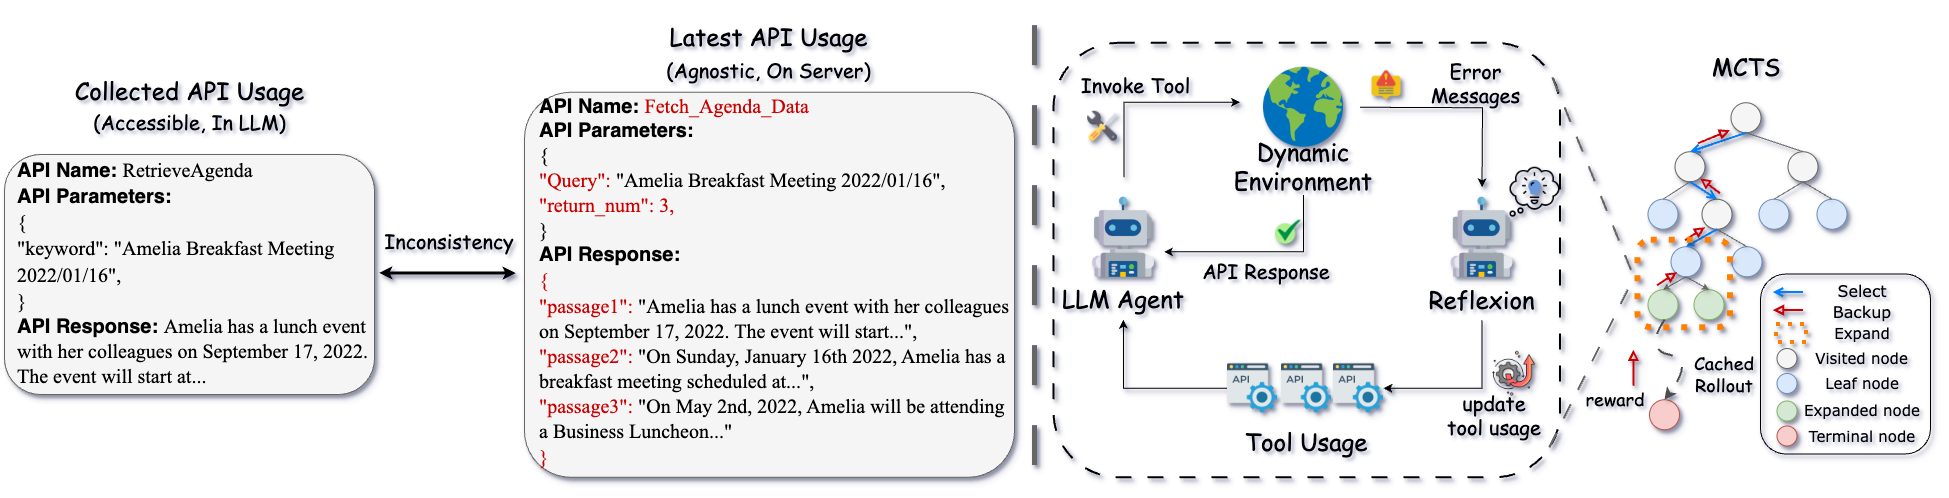 Collected API Usage
(Accessible, In LLM)
API Name: RetrieveAgenda
API Parameters:
{
"keyword": "Amelia Breakfast Meeting
2022/01/16",
}
API Response: Amelia has a lunch event
with her colleagues on September 17, 2022.
The event will start at...
Inconsistency
Latest API Usage
(Agnostic, On Server)
API Name: Fetch_Agenda_Data
API Parameters:
{
"Query": "Amelia Breakfast Meeting 2022/01/16",
"return_num": 3,
}
API Response:
{
"passage1": "Amelia has a lunch event with her colleagues
on September 17, 2022. The event will start...",
"passage2": "On Sunday, January 16th 2022, Amelia has a
breakfast meeting scheduled at...",
"passage3": "On May 2nd, 2022, Amelia will be attending
a Business Luncheon..."
}
Invoke Tool
Dynamic
Environment
Error
Messages
API Response
LLM Agent
Reflexion
API
API
API
Tool Usage
update
tool usage
MCTS
reward
Cached
Rollout
Select
Backup
Expand
Visited node
Leaf node
Expanded node
Terminal node